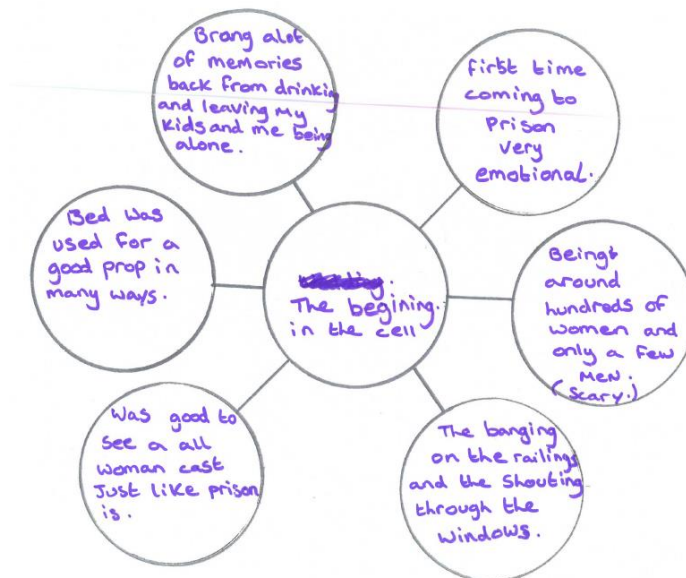 Brang alot
of memories
back from drinking
and leaving my
kids and me being
alone.
first time
coming to
prison
very
emotional.
Bed was
used for a
good prop in
many ways.
The begining.
in the cell
Being
around
hundreds of
women and
only a few
men.
(scary.)
Was good to
see a all
woman cast
Just like prison
is.
The banging
on the railings
and the shouting
through the
windows.